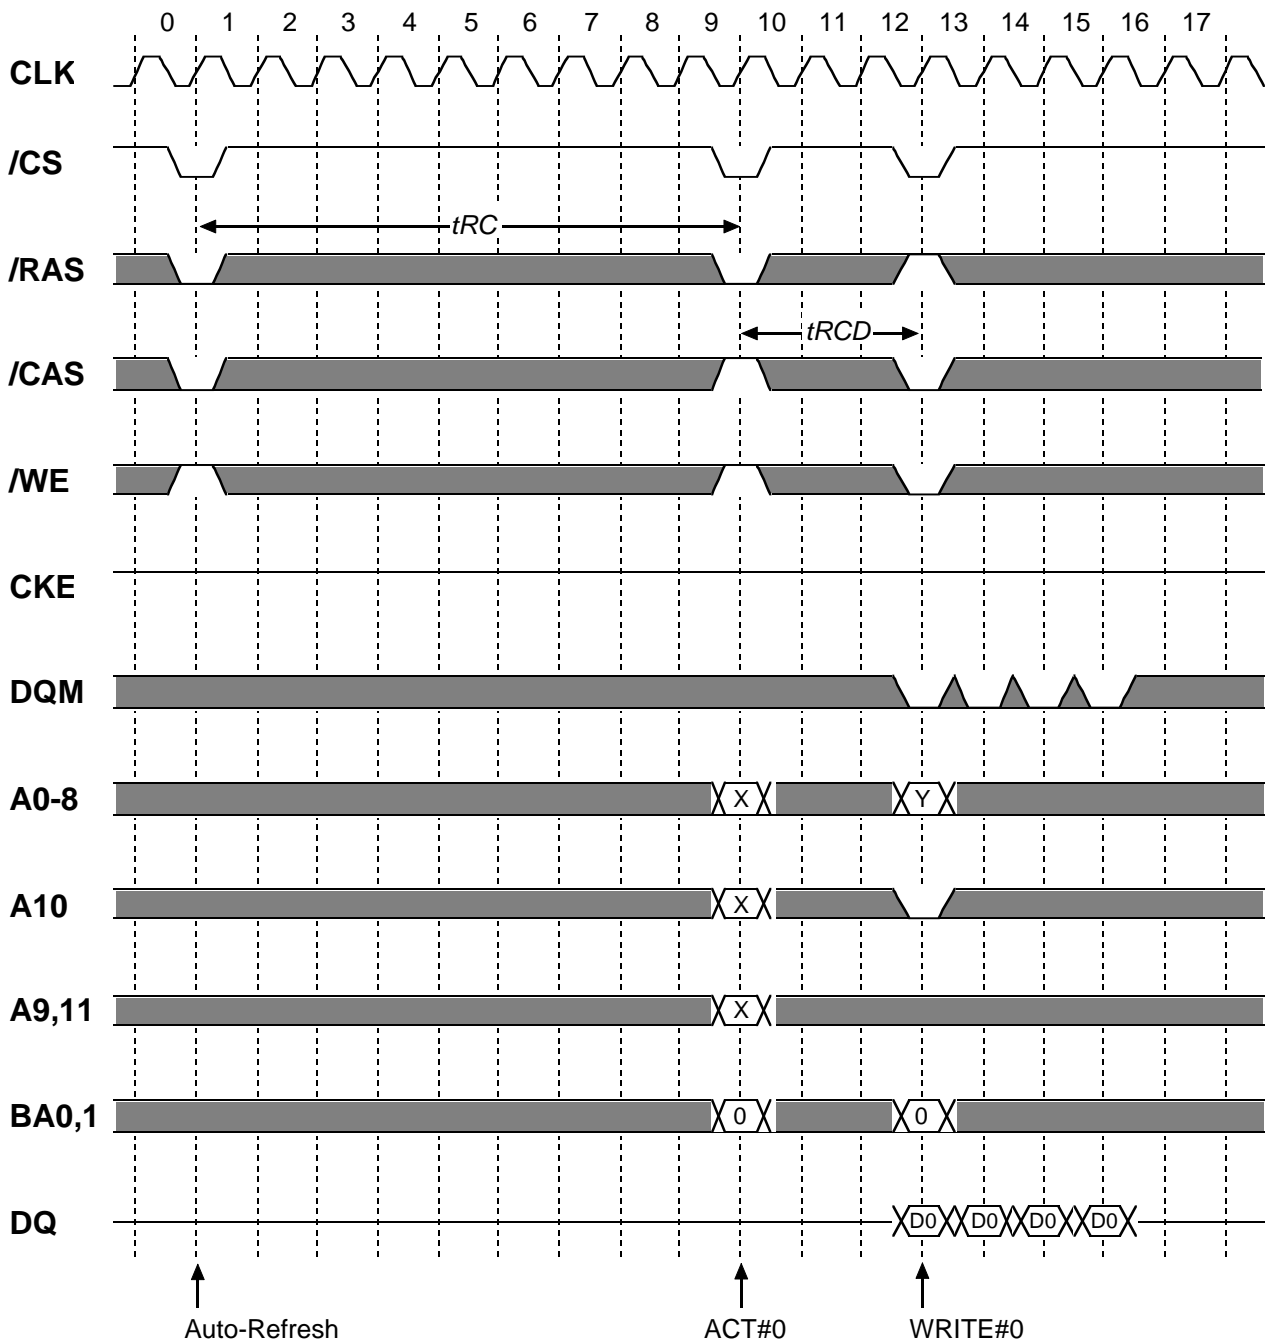 0 1 2 3 4 5 6 7 8 9 10 11 12 13 14 15 16 17
CLK
/CS
tRC
/RAS
tRCD
/CAS
/WE
CKE
DQM
A0-8 X Y
A10 X
A9,11 X
BA0,1 0 0
DQ D0 D0 D0 D0
Auto-Refresh ACT#0 WRITE#0